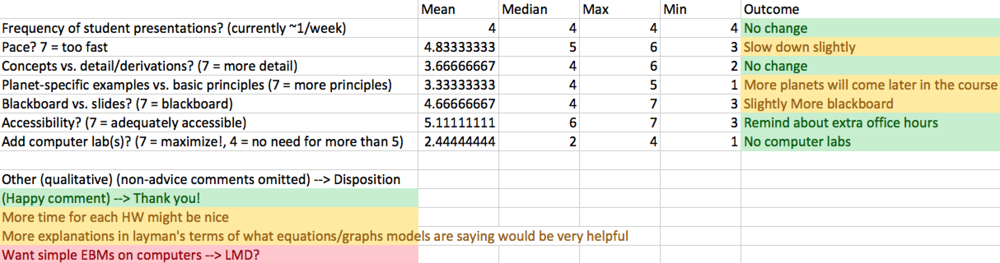 Mean Median Max Min Outcome
Frequency of student presentations? (currently ~1/week) 4 4 4 4 No change
Pace? 7 = too fast 4.83333333 5 6 3 Slow down slightly
Concepts vs. detail/derivations? (7 = more detail) 3.66666667 4 6 2 No change
Planet-specific examples vs. basic principles (7 = more principles) 3.33333333 4 5 1 More planets will come later in the course
Blackboard vs. slides? (7 = blackboard) 4.66666667 4 7 3 Slightly More blackboard
Accessibility? (7 = adequately accessible) 5.11111111 6 7 3 Remind about extra office hours
Add computer lab(s)? (7 = maximize!, 4 = no need for more than 5) 2.44444444 2 4 1 No computer labs
Other (qualitative) (non-advice comments omitted) --> Disposition
(Happy comment) --> Thank you!
More time for each HW might be nice
More explanations in layman's terms of what equations/graphs models are saying would be very helpful
Want simple EBMs on computers --> LMD?